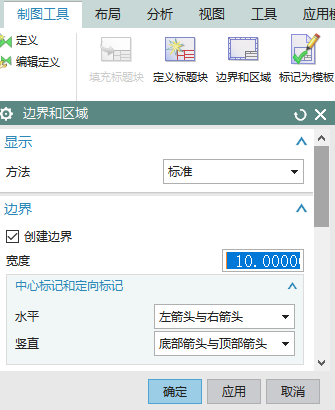 制图工具 布局 分析 视图 工具
定义
编辑定义
填充标题块 定义标题块 边界和区域 标记为模板
边界和区域
显示
方法 标准
边界
创建边界
宽度 10.0000
中心标记和定向标记
水平 左箭头与右箭头
竖直 底部箭头与顶部箭头
确定 应用 取消